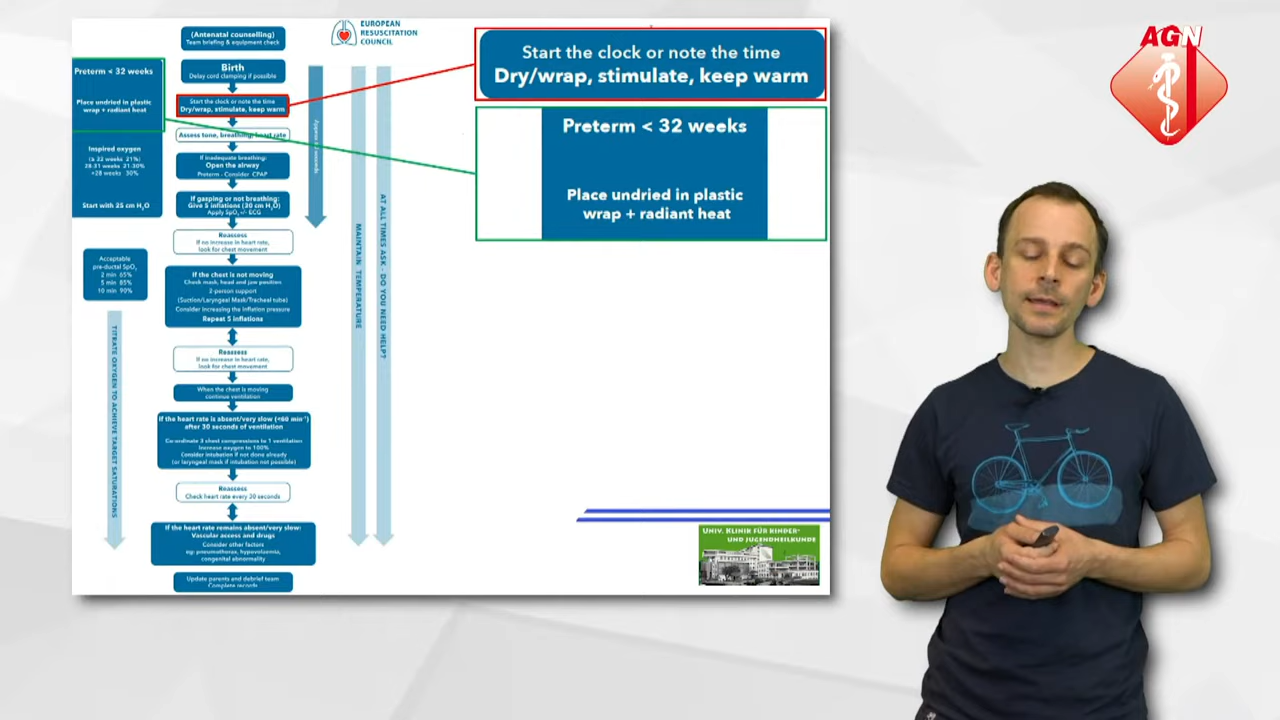 (Antenatal counselling)
Team briefing & equipment check
EUROPEAN
RESUSCITATION
COUNCIL
Preterm < 32 weeks
Place undried in plastic
wrap + radiant heat
Inspired oxygen
28-31 weeks 21-30%
<28 weeks 30%
Start with 25 cm H₂O
Acceptable
pre-ductal SpO₂
2 min 65%
5 min 85%
10 min 90%
TITRATE OXYGEN TO ACHIEVE TARGET SATURATIONS
Birth
Delay cord clamping if possible
Start the clock or note the time
Dry/wrap, stimulate, keep warm
Assess tone, breathing, heart rate
If inadequate breathing:
Open the airway
Preterm - Consider CPAP
If gasping or not breathing:
Give 5 inflations (30 cm H₂O)
Apply SpO₂ +/- ECG
Reassess
If no increase in heart rate,
look for chest movement
If the chest is not moving
Check mask, head and jaw position
2-person support
(Suction/Laryngeal Mask/Tracheal tube)
Consider increasing the inflation pressure
Repeat 5 inflations
Reassess
If no increase in heart rate,
look for chest movement
When the chest is moving
continue ventilation
If the heart rate is absent/very slow (<60 min⁻¹)
after 30 seconds of ventilation
Co-ordinate 3 chest compressions to 1 ventilation
Increase oxygen to 100%
Consider intubation if not done already
(or laryngeal mask if intubation not possible)
Reassess
Check heart rate every 30 seconds
If the heart rate remains absent/very slow:
Vascular access and drugs
Consider other factors
eg: pneumothorax, hypovolaemia,
congenital abnormality
Update parents and debrief team
Complete records
MAINTAIN TEMPERATURE
AT ALL TIMES ASK - DO YOU NEED HELP?
Start the clock or note the time
Dry/wrap, stimulate, keep warm
Preterm < 32 weeks
Place undried in plastic
wrap + radiant heat
UNIV. KLINIK FÜR KINDER-
UND JUGENDHEILKUNDE
AGN